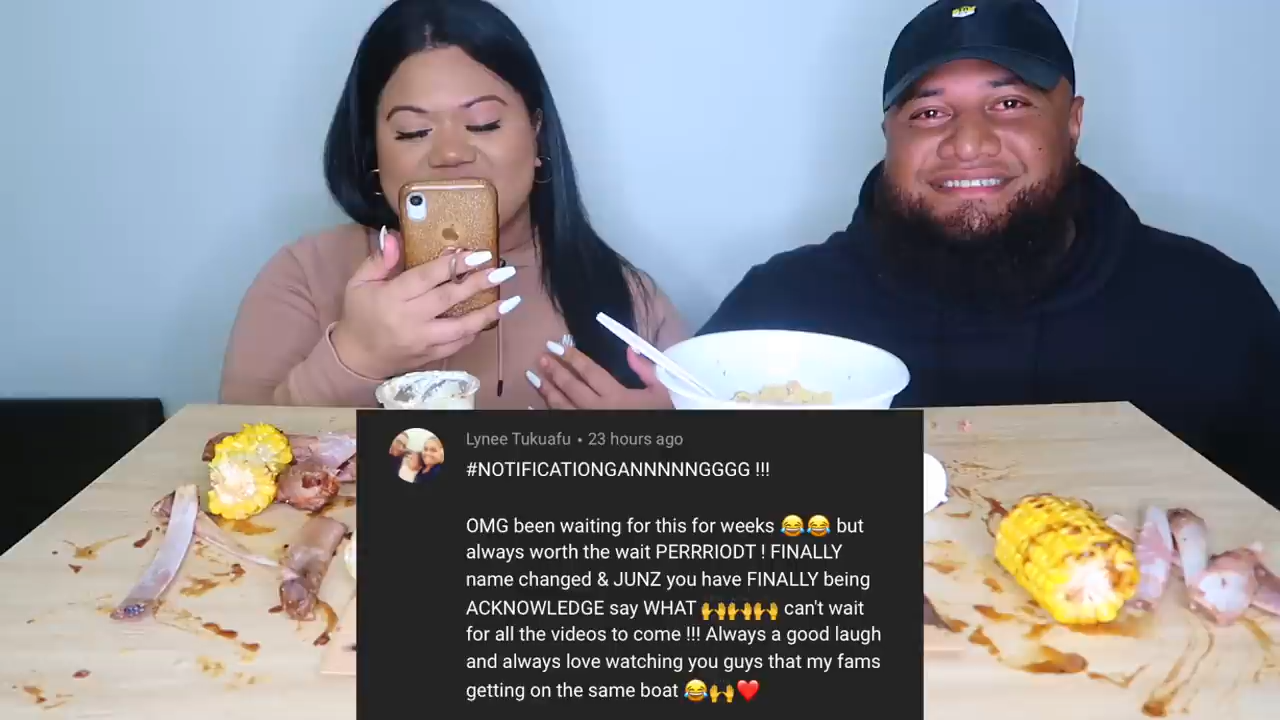 Lynee Tukuafu • 23 hours ago
#NOTIFICATIONGANNNNNGGGG !!!
OMG been waiting for this for weeks 😂😂 but
always worth the wait PERRRIODT ! FINALLY
name changed & JUNZ you have FINALLY being
ACKNOWLEDGE say WHAT 🙌🙌🙌 can't wait
for all the videos to come !!! Always a good laugh
and always love watching you guys that my fams
getting on the same boat 😂🙌❤️